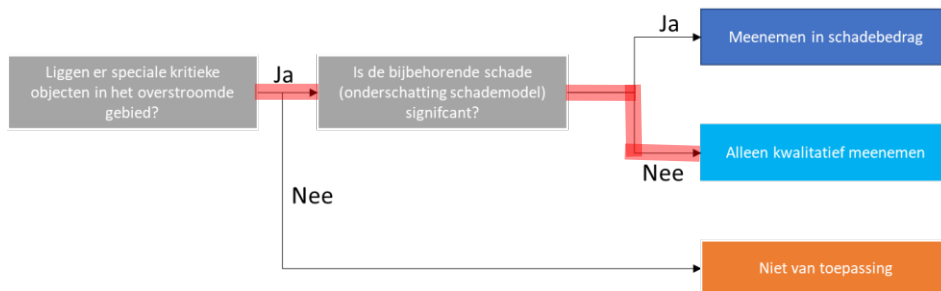 Liggen er speciale kritieke
objecten in het overstroomde
gebied?
Ja
Nee
Is de bijbehorende schade
(onderschatting schademodel)
signifcant?
Ja
Nee
Meenemen in schadebedrag
Alleen kwalitatief meenemen
Niet van toepassing